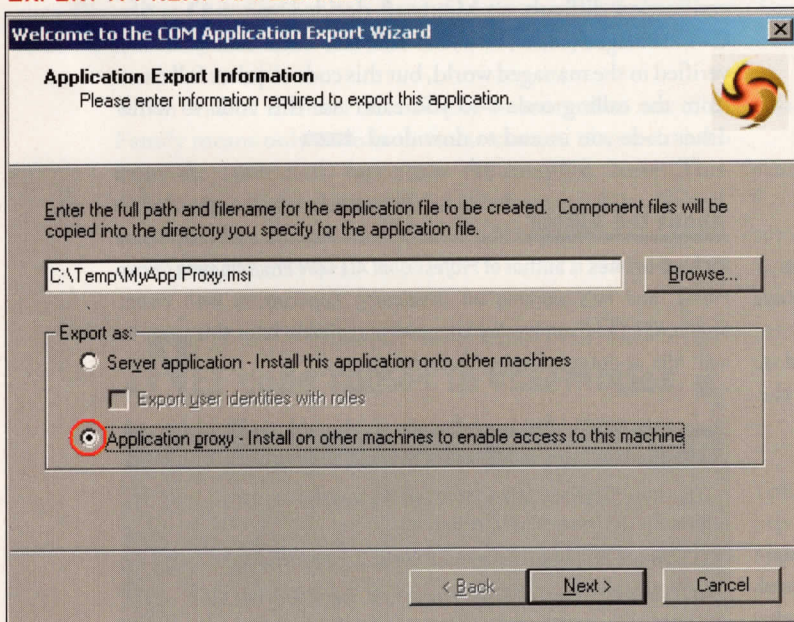 Welcome to the COM Application Export Wizard
Application Export Information
Please enter information required to export this application.
Enter the full path and filename for the application file to be created. Component files will be
copied into the directory you specify for the application file.
C:\Temp\MyApp Proxy.msi
Browse...
Export as:
Server application - Install this application onto other machines
Export user identities with roles
Application proxy - Install on other machines to enable access to this machine
< Back
Next >
Cancel